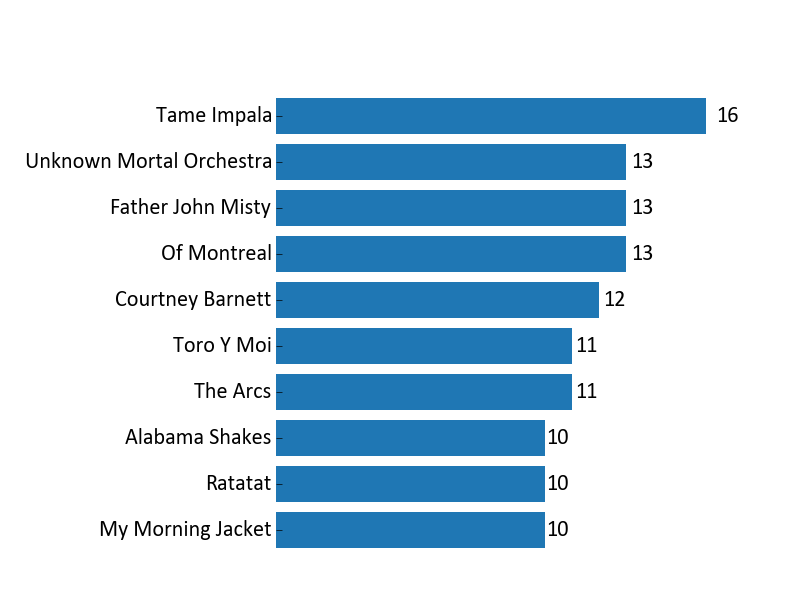 Tame Impala 16
Unknown Mortal Orchestra 13
Father John Misty 13
Of Montreal 13
Courtney Barnett 12
Toro Y Moi 11
The Arcs 11
Alabama Shakes 10
Ratatat 10
My Morning Jacket 10